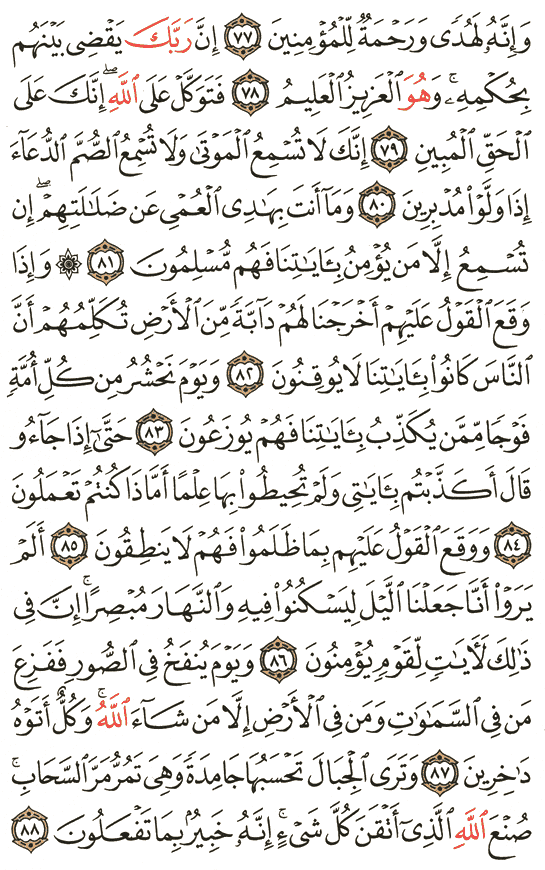 وَإِنَّهُۥ لَهُدٗى وَرَحۡمَةٞ لِّلۡمُؤۡمِنِينَ ٧٧ إِنَّ رَبَّكَ يَقۡضِي بَيۡنَهُم
بِحُكۡمِهِۦۚ وَهُوَ ٱلۡعَزِيزُ ٱلۡعَلِيمُ ٧٨ فَتَوَكَّلۡ عَلَى ٱللَّهِۖ إِنَّكَ عَلَى
ٱلۡحَقِّ ٱلۡمُبِينِ ٧٩ إِنَّكَ لَا تُسۡمِعُ ٱلۡمَوۡتَىٰ وَلَا تُسۡمِعُ ٱلصُّمَّ ٱلدُّعَآءَ
إِذَا وَلَّوۡاْ مُدۡبِرِينَ ٨٠ وَمَآ أَنتَ بِهَٰدِي ٱلۡعُمۡيِ عَن ضَلَٰلَتِهِمۡۖ إِن
تُسۡمِعُ إِلَّا مَن يُؤۡمِنُ بِـَٔايَٰتِنَا فَهُم مُّسۡلِمُونَ ٨١ ۞ وَإِذَا
وَقَعَ ٱلۡقَوۡلُ عَلَيۡهِمۡ أَخۡرَجۡنَا لَهُمۡ دَآبَّةٗ مِّنَ ٱلۡأَرۡضِ تُكَلِّمُهُمۡ أَنَّ
ٱلنَّاسَ كَانُواْ بِـَٔايَٰتِنَا لَا يُوقِنُونَ ٨٢ وَيَوۡمَ نَحۡشُرُ مِن كُلِّ أُمَّةٖ
فَوۡجٗا مِّمَّن يُكَذِّبُ بِـَٔايَٰتِنَا فَهُمۡ يُوزَعُونَ ٨٣ حَتَّىٰٓ إِذَا جَآءُو
قَالَ أَكَذَّبۡتُم بِـَٔايَٰتِي وَلَمۡ تُحِيطُواْ بِهَا عِلۡمًا أَمَّاذَا كُنتُمۡ تَعۡمَلُونَ
٨٤ وَوَقَعَ ٱلۡقَوۡلُ عَلَيۡهِم بِمَا ظَلَمُواْ فَهُمۡ لَا يَنطِقُونَ ٨٥ أَلَمۡ
يَرَوۡاْ أَنَّا جَعَلۡنَا ٱلَّيۡلَ لِيَسۡكُنُواْ فِيهِ وَٱلنَّهَارَ مُبۡصِرًاۚ إِنَّ فِي
ذَٰلِكَ لَأٓيَٰتٖ لِّقَوۡمٖ يُؤۡمِنُونَ ٨٦ وَيَوۡمَ يُنفَخُ فِي ٱلصُّورِ فَفَزِعَ
مَن فِي ٱلسَّمَٰوَٰتِ وَمَن فِي ٱلۡأَرۡضِ إِلَّا مَن شَآءَ ٱللَّهُۚ وَكُلٌّ أَتَوۡهُ
دَٰخِرِينَ ٨٧ وَتَرَى ٱلۡجِبَالَ تَحۡسَبُهَا جَامِدَةٗ وَهِيَ تَمُرُّ مَرَّ ٱلسَّحَابِۚ
صُنۡعَ ٱللَّهِ ٱلَّذِيٓ أَتۡقَنَ كُلَّ شَيۡءٍۚ إِنَّهُۥ خَبِيرُۢ بِمَا تَفۡعَلُونَ ٨٨